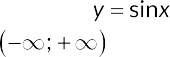 y = sinx
(−∞; +∞)